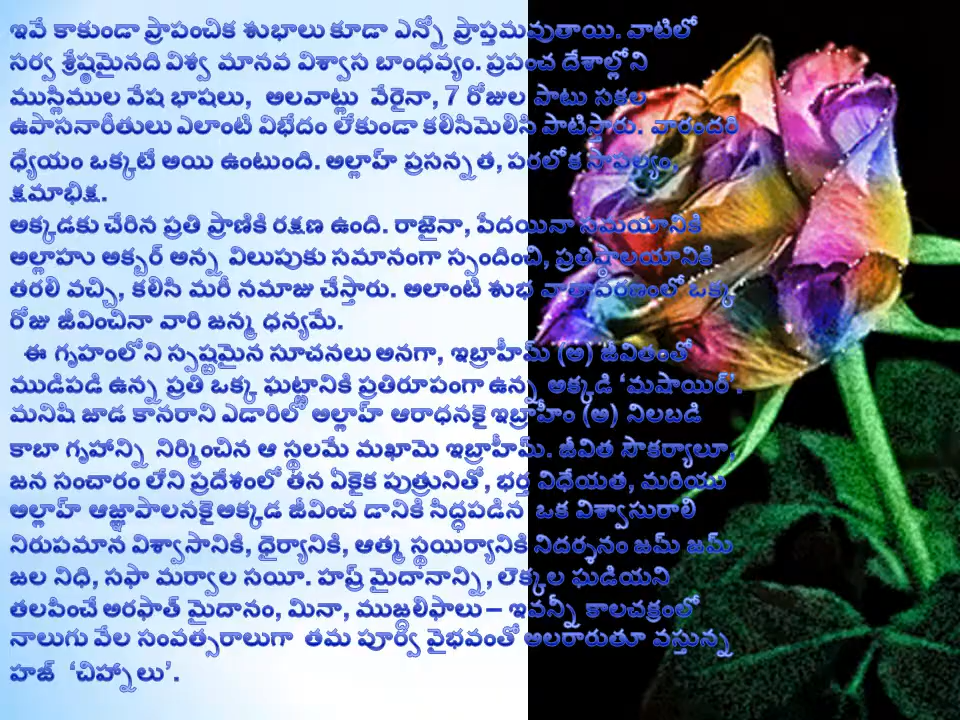 ఇవే కాకుండా ప్రాపంచిక శుభాలు కూడా ఎన్నో ప్రాప్తమవుతాయి. వాటిలో
సర్వ శ్రేష్ఠమైనది విశ్వ మానవ విశ్వాస బాంధవ్యం. ప్రపంచ దేశాల్లోని
ముస్లిముల వేష భాషలు, అలవాట్లు వేరైనా, 7 రోజుల పాటు సకల
ఉపాసనారీతులు ఎలాంటి విభేదం లేకుండా కలిసిమెలిసి పాటిస్తారు. వారందరి
ధ్యేయం ఒక్కటే అయి ఉంటుంది. అల్లాహ్ ప్రసన్నత, పరలోక సాఫల్యం,
క్షమాభిక్ష.
అక్కడకు చేరిన ప్రతి ప్రాణికి రక్షణ ఉంది. రాజైనా, పేదయినా సమయానికి
అల్లాహు అక్బర్ అన్న పిలుపుకు సమానంగా స్పందించి, ప్రతిష్ఠాలయానికి
తరలి వచ్చి, కలిసి మరీ నమాజు చేస్తారు. అలాంటి శుభ వాతావరణంలో ఒక్క
రోజు జీవించినా వారి జన్మ ధన్యమే.
ఈ గృహంలోని స్పష్టమైన సూచనలు అనగా, ఇబ్రాహీమ్ (అ) జీవితంతో
ముడిపడి ఉన్న ప్రతి ఒక్క ఘట్టానికి ప్రతిరూపంగా ఉన్న అక్కడి ‘మషాయిర్’.
మనిషి జాడ కానరాని ఎడారిలో అల్లాహ్ ఆరాధనకై ఇబ్రాహీం (అ) నిలబడి
కాబా గృహాన్ని నిర్మించిన ఆ స్థలమే మఖామె ఇబ్రాహీమ్. జీవిత సౌకర్యాలూ,
జన సంచారం లేని ప్రదేశంలో తన ఏకైక పుత్రునితో, భర్త విధేయత, మరియు
అల్లాహ్ ఆజ్ఞాపాలనకై అక్కడ జీవించ డానికి సిద్ధపడిన ఒక విశ్వాసురాలి
నిరుపమాన విశ్వాసానికి, ధైర్యానికి, ఆత్మ స్థయిర్యానికి నిదర్శనం జమ్ జమ్
జల నిధి, సఫా మర్వాల సయీ. హష్ర్ మైదానాన్ని, లెక్కల ఘడియని
తలపించే అరఫాత్ మైదానం, మినా, ముజ్దలిఫాలు – ఇవన్నీ కాలచక్రంలో
నాలుగు వేల సంవత్సరాలుగా తమ పూర్వ వైభవంతో అలరారుతూ వస్తున్న
హజ్ ‘చిహ్నాలు’.